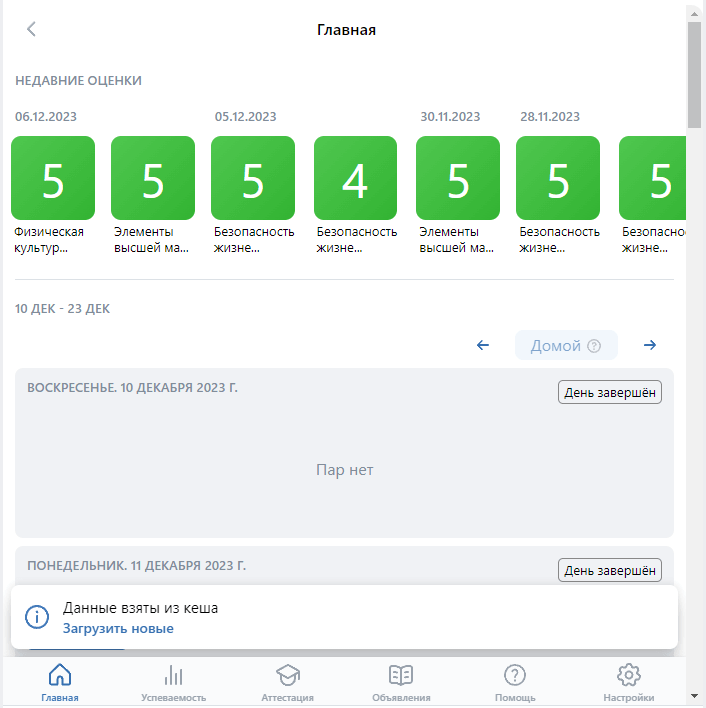 Главная
НЕДАВНИЕ ОЦЕНКИ
06.12.2023
05.12.2023
30.11.2023
28.11.2023
5
5
5
4
5
5
5
Физическая
культур...
Элементы
высшей ма...
Безопасность
жизне...
Безопасность
жизне...
Элементы
высшей ма...
Безопасность
жизне...
Безопасно
жизне...
10 ДЕК - 23 ДЕК
Домой
ВОСКРЕСЕНЬЕ. 10 ДЕКАБРЯ 2023 Г.
День завершён
Пар нет
ПОНЕДЕЛЬНИК. 11 ДЕКАБРЯ 2023 Г.
День завершён
Данные взяты из кеша
Загрузить новые
Главная
Успеваемость
Аттестация
Объявления
Помощь
Настройки